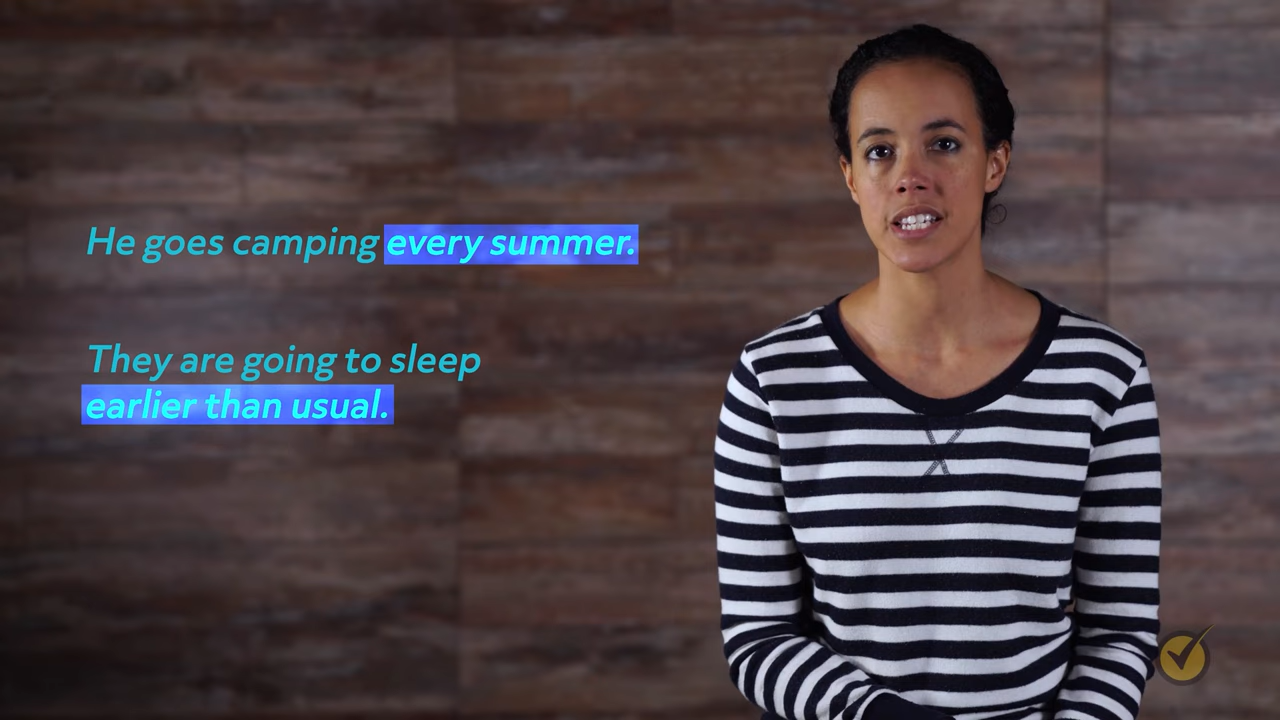 He goes camping every summer.
They are going to sleep
earlier than usual.